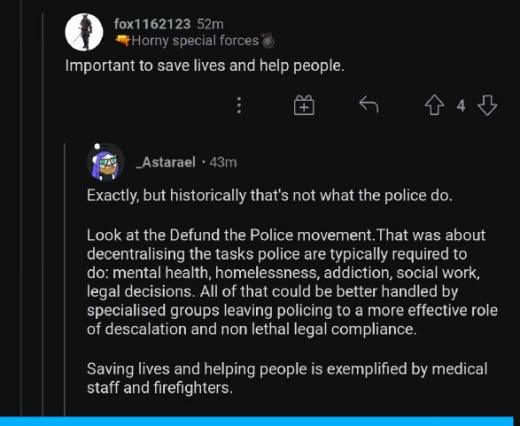 fox1162123 52m
🔫Horny special forces💣
Important to save lives and help people.
4
_Astarael · 43m
Exactly, but historically that's not what the police do.
Look at the Defund the Police movement.That was about
decentralising the tasks police are typically required to
do: mental health, homelessness, addiction, social work,
legal decisions. All of that could be better handled by
specialised groups leaving policing to a more effective role
of descalation and non lethal legal compliance.
Saving lives and helping people is exemplified by medical
staff and firefighters.